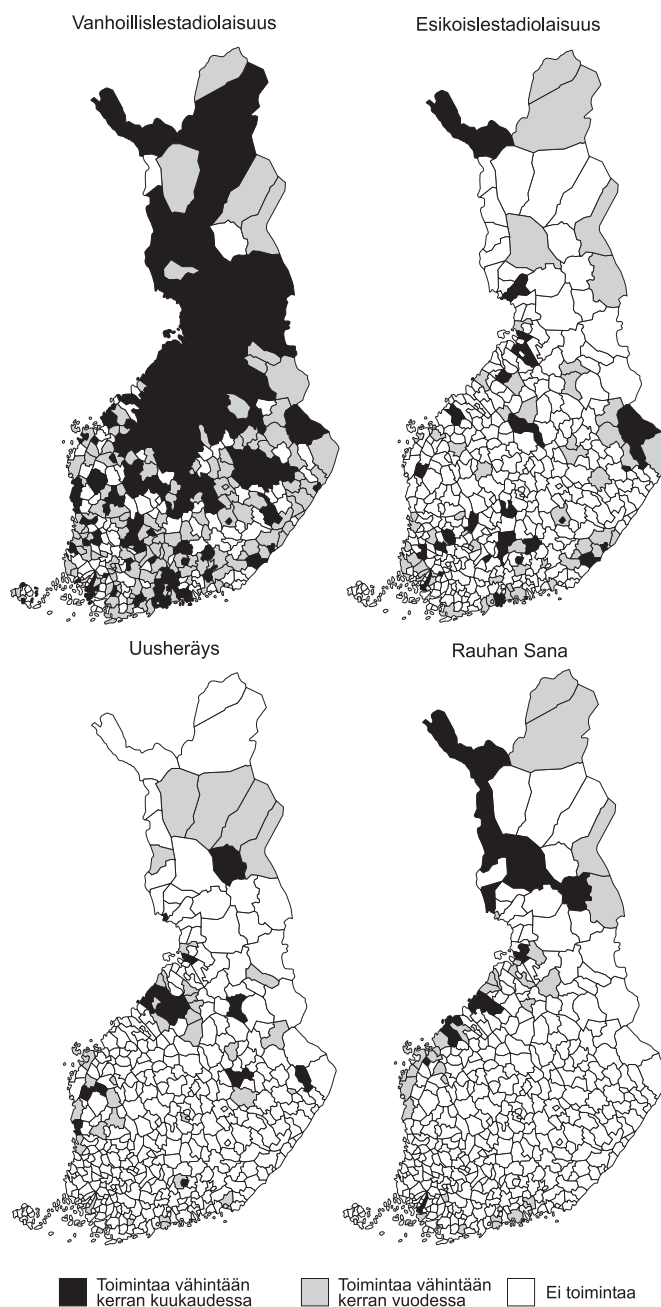 Vanhoillislestadiolaisuus
Esikoislestadiolaisuus
Uusheräys
Rauhan Sana
Toimintaa vähintään
kerran kuukaudessa
Toimintaa vähintään
kerran vuodessa
Ei toimintaa